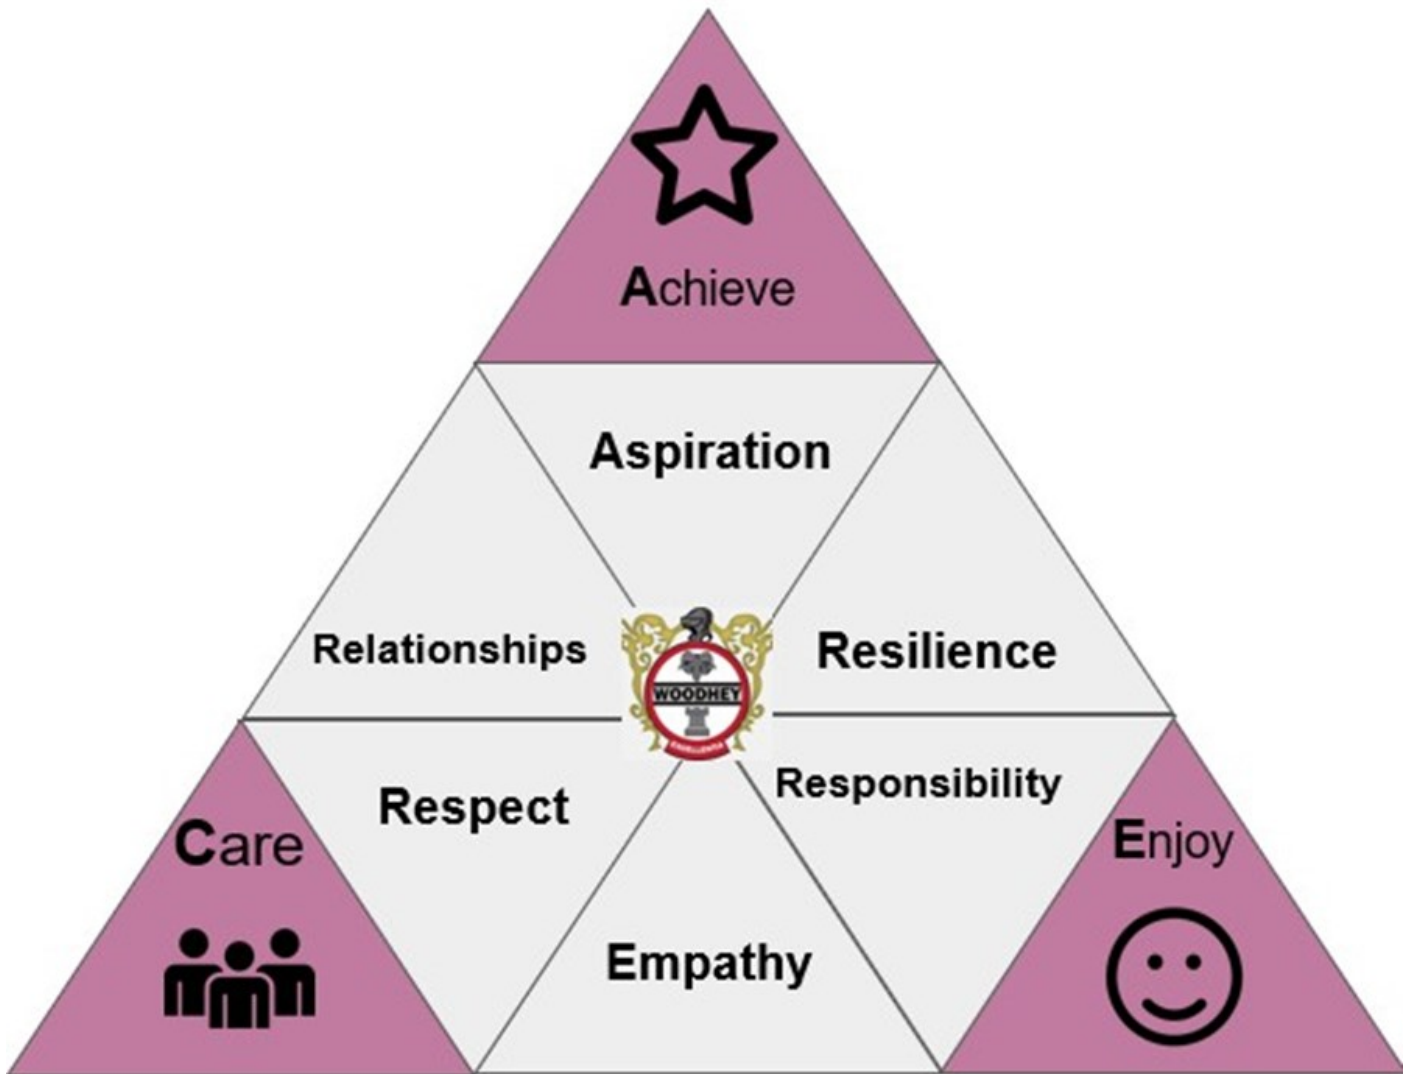 Achieve
Aspiration
Relationships
Resilience
WOODHEY
Respect
Responsibility
Care
Enjoy
Empathy